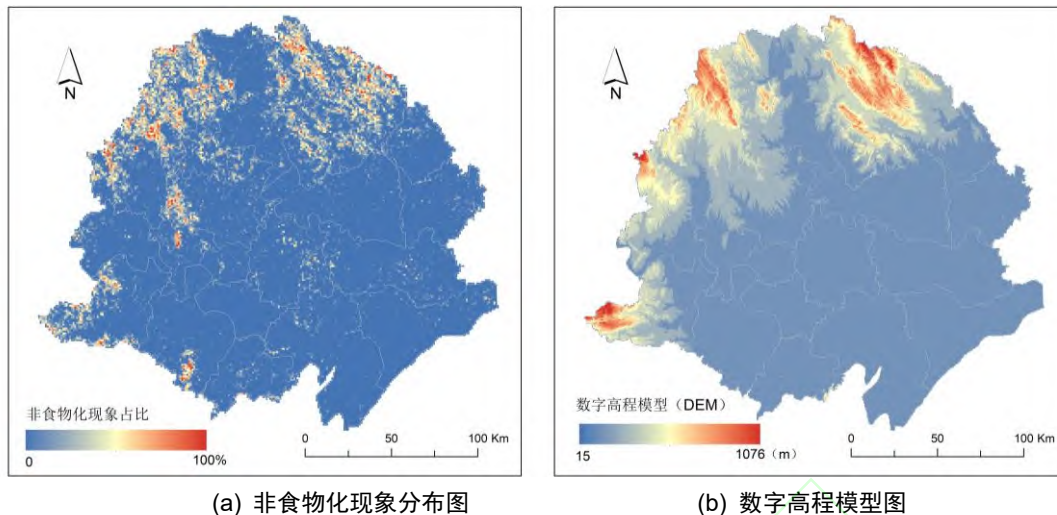 N
非食物化现象占比
0
100%
0
50
100 Km
(a) 非食物化现象分布图
N
数字高程模型（DEM）
15
1076（m）
0
50
100 Km
(b) 数字高程模型图